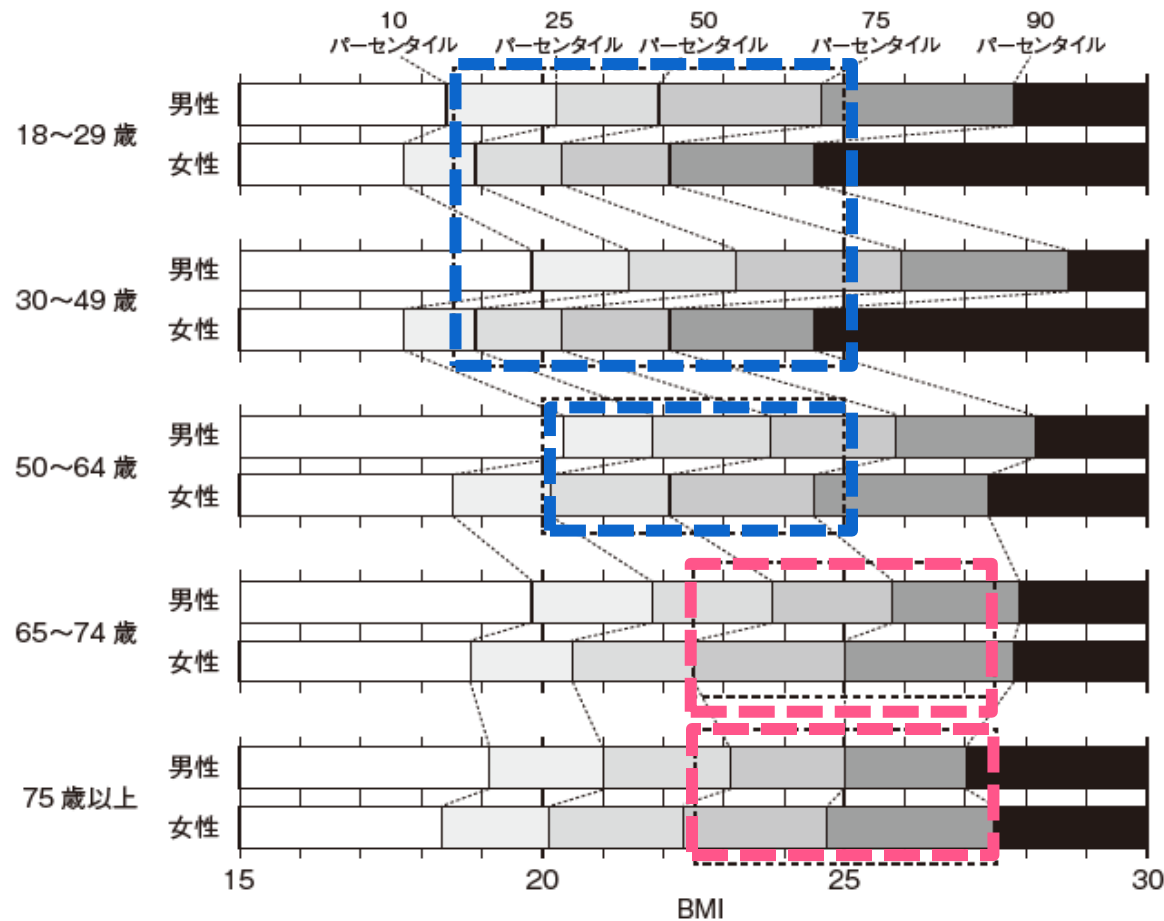 10 25 50 75 90
パーセンタイル パーセンタイル パーセンタイル パーセンタイル パーセンタイル
男性
18～29 歳
女性
男性
30～49 歳
女性
男性
50～64 歳
女性
男性
65～74 歳
女性
男性
75 歳以上
女性
15 20 25 30
BMI